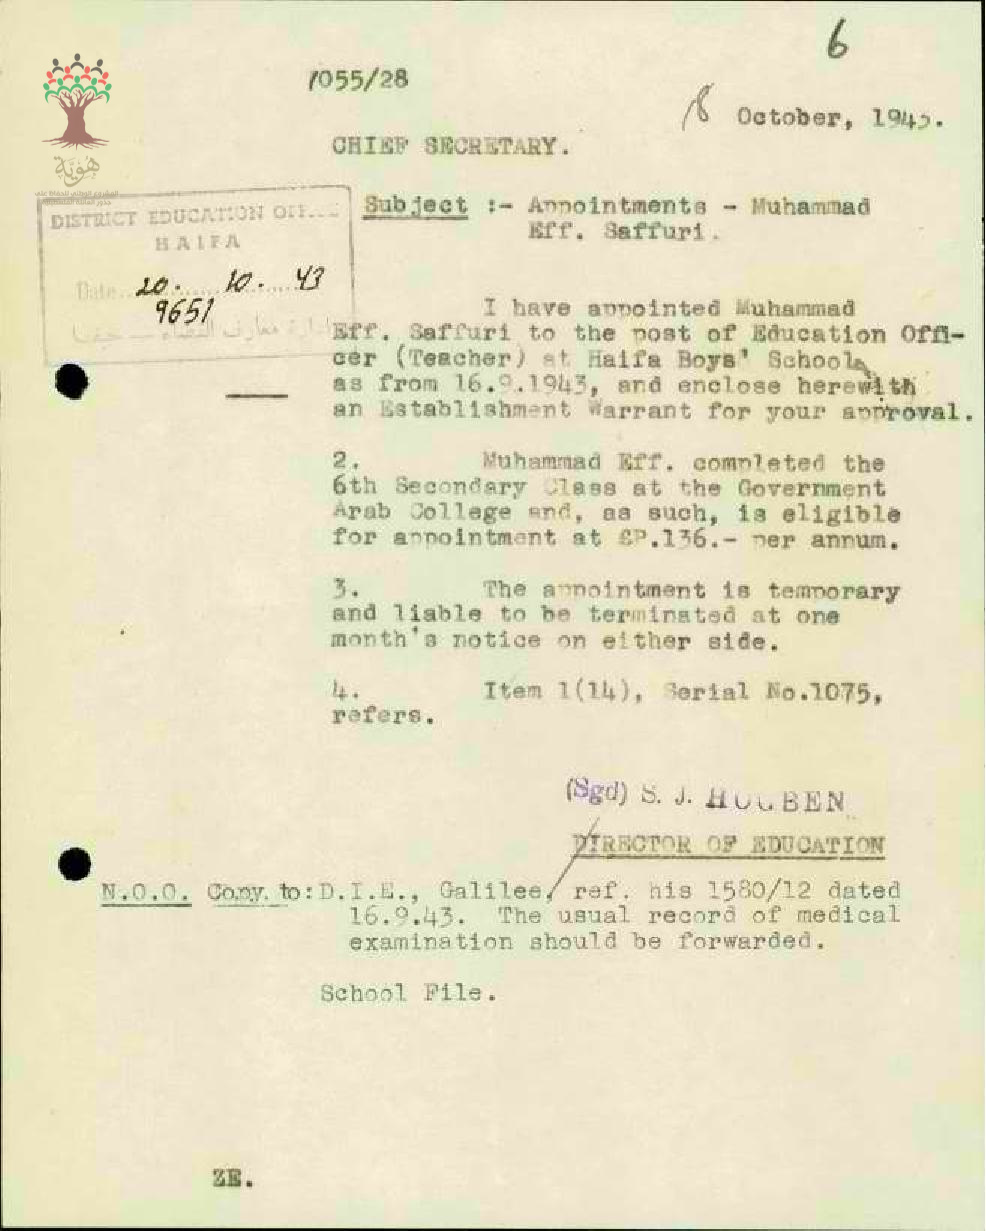 6
1055/28
18 October, 1943.
CHIEF SECRETARY.
هُوِيَّة
DISTRICT EDUCATION OFFICE
HAIFA
Date 20. 10. 43
9651
ادارة معارف القضاء — حيفا
Subject :- Appointments - Muhammad
Eff. Saffuri.
I have appointed Muhammad
Eff. Saffuri to the post of Education Offi-
cer (Teacher) at Haifa Boys' School,
as from 16.9.1943, and enclose herewith
an Establishment Warrant for your approval.
2. Muhammad Eff. completed the
6th Secondary Class at the Government
Arab College and, as such, is eligible
for appointment at £P.136.- per annum.
3. The appointment is temporary
and liable to be terminated at one
month's notice on either side.
4. Item 1(14), Serial No.1075,
refers.
(Sgd) S. J. HOGBEN
DIRECTOR OF EDUCATION
N.O.O. Copy to: D.I.E., Galilee, ref. his 1580/12 dated
16.9.43. The usual record of medical
examination should be forwarded.
School File.
ZE.